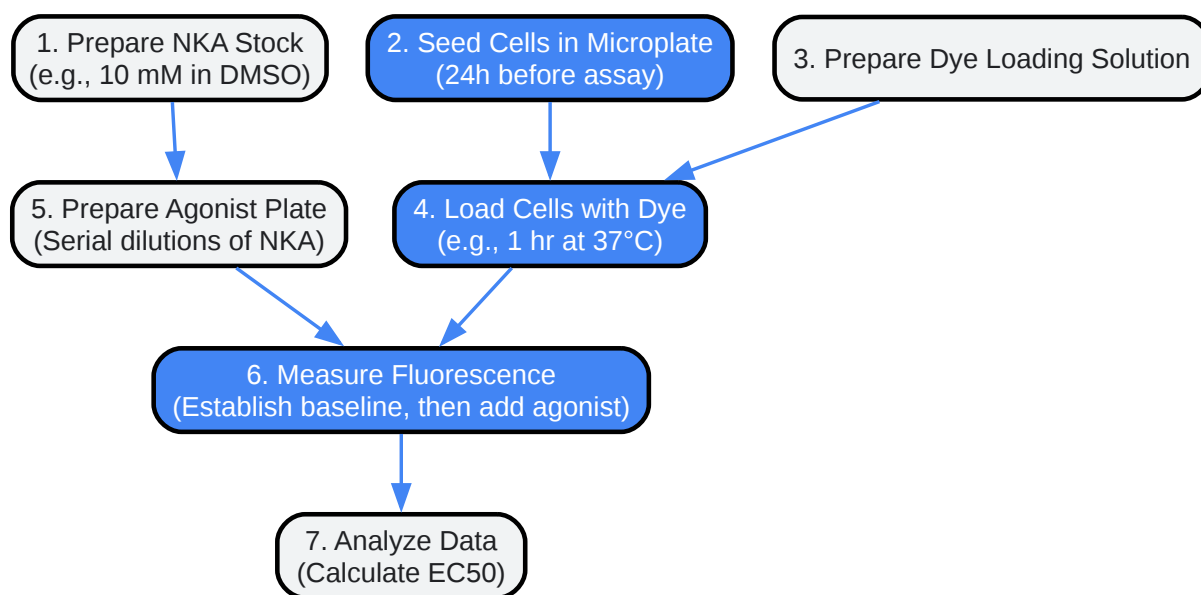 1. Prepare NKA Stock
(e.g., 10 mM in DMSO)
2. Seed Cells in Microplate
(24h before assay)
3. Prepare Dye Loading Solution
5. Prepare Agonist Plate
(Serial dilutions of NKA)
4. Load Cells with Dye
(e.g., 1 hr at 37°C)
6. Measure Fluorescence
(Establish baseline, then add agonist)
7. Analyze Data
(Calculate EC50)